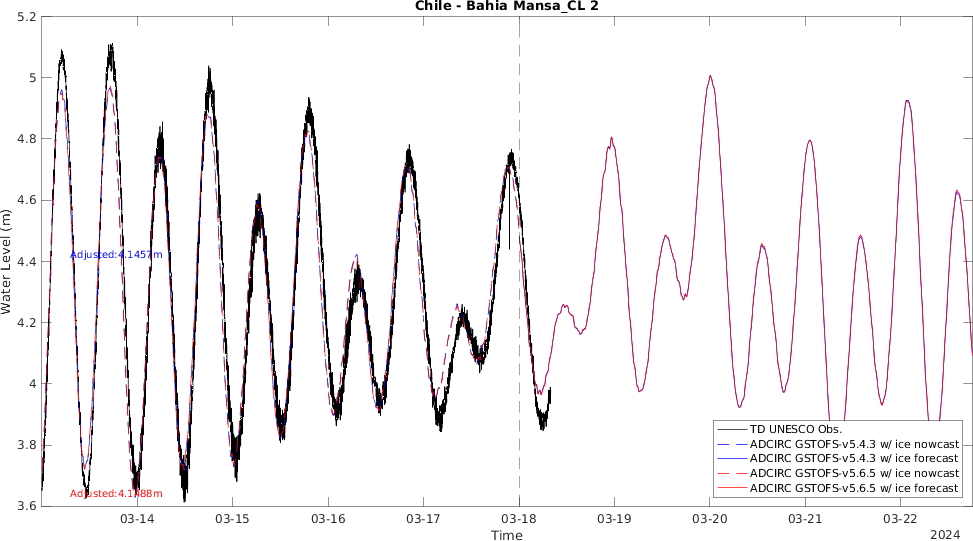 Chile - Bahia Mansa_CL 2
5.2
5
4.8
4.6
4.4
4.2
4
3.8
3.6
Water Level (m)
Adjusted:4.1457m
Adjusted:4.1488m
TD UNESCO Obs.
ADCIRC GSTOFS-v5.4.3 w/ ice nowcast
ADCIRC GSTOFS-v5.4.3 w/ ice forecast
ADCIRC GSTOFS-v5.6.5 w/ ice nowcast
ADCIRC GSTOFS-v5.6.5 w/ ice forecast
03-14 03-15 03-16 03-17 03-18 03-19 03-20 03-21 03-22
Time
2024